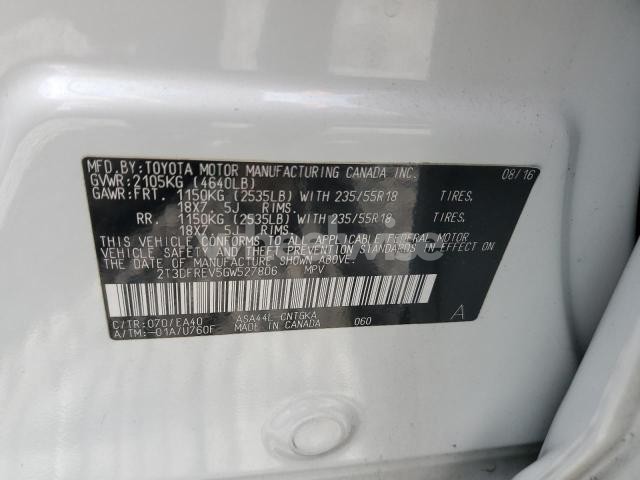 MFD.BY:TOYOTA MOTOR MANUFACTURING CANADA INC. 08/16
GVWR:2105KG (4640LB)
GAWR:FRT. 1150KG (2535LB) WITH 235/55R18 TIRES.
18X7 .5J RIMS.
RR. 1150KG (2535LB) WITH 235/55R18 TIRES.
18X7 .5J RIMS.
THIS VEHICLE CONFORMS TO ALL APPLICABLE FEDERAL MOTOR
VEHICLE SAFETY AND THEFT PREVENTION STANDARDS IN EFFECT
ON THE DATE OF MANUFACTURE SHOWN ABOVE.
2T3DFREV5GW527806 MPV
C/TR:070/EA40 ASA44L-CNTGKA A
A/TM:-01A/U760F MADE IN CANADA 060